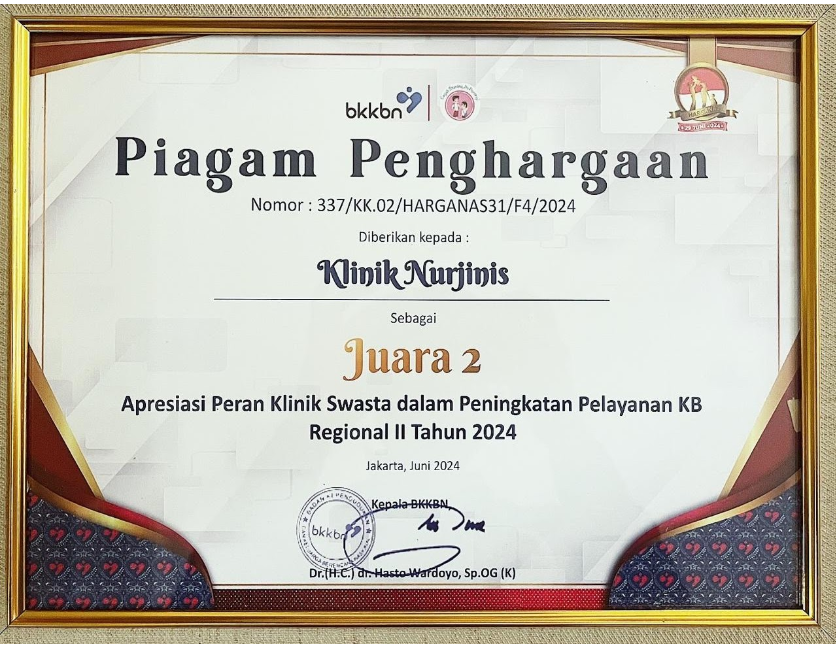 bkkbn
Piagam Penghargaan
Nomor : 337/KK.02/HARGANAS31/F4/2024
Diberikan kepada :
Klinik Nurjinis
Sebagai
Juara 2
Apresiasi Peran Klinik Swasta dalam Peningkatan Pelayanan KB
Regional II Tahun 2024
Jakarta, Juni 2024
Kepala BKKBN,
bkkbn
Dr.(H.C.) dr. Hasto Wardoyo, Sp.OG (K)